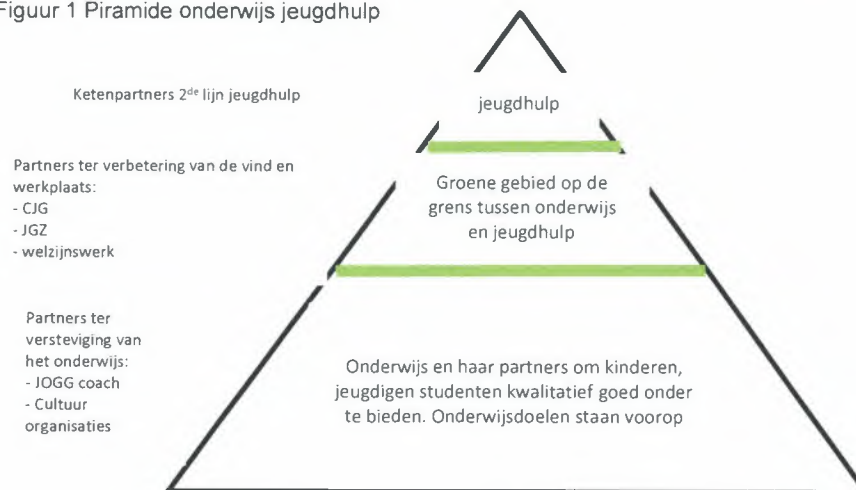 Figuur 1 Piramide onderwijs jeugdhulp
Ketenpartners 2de lijn jeugdhulp
jeugdhulp
Partners ter verbetering van de vind en
werkplaats:
- CJG
- JGZ
- welzijnswerk
Groene gebied op de
grens tussen onderwijs
en jeugdhulp
Partners ter
versteviging van
het onderwijs:
- JOGG coach
- Cultuur
organisaties
Onderwijs en haar partners om kinderen,
jeugdigen studenten kwalitatief goed onder
te bieden. Onderwijsdoelen staan voorop